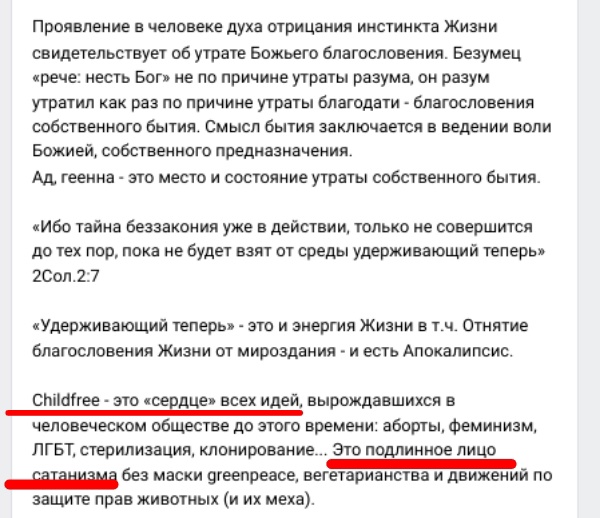 Проявление в человеке духа отрицания инстинкта Жизни
свидетельствует об утрате Божьего благословения. Безумец
«рече: несть Бог» не по причине утраты разума, он разум
утратил как раз по причине утраты благодати - благословения
собственного бытия. Смысл бытия заключается в ведении воли
Божией, собственного предназначения.
Ад, геенна - это место и состояние утраты собственного бытия.
«Ибо тайна беззакония уже в действии, только не совершится
до тех пор, пока не будет взят от среды удерживающий теперь»
2Сол.2:7
«Удерживающий теперь» - это и энергия Жизни в т.ч. Отнятие
благословения Жизни от мироздания - и есть Апокалипсис.
Childfree - это «сердце» всех идей, вырождавшихся в
человеческом обществе до этого времени: аборты, феминизм,
ЛГБТ, стерилизация, клонирование... Это подлинное лицо
сатанизма без маски greenpeace, вегетарианства и движений по
защите прав животных (и их меха).